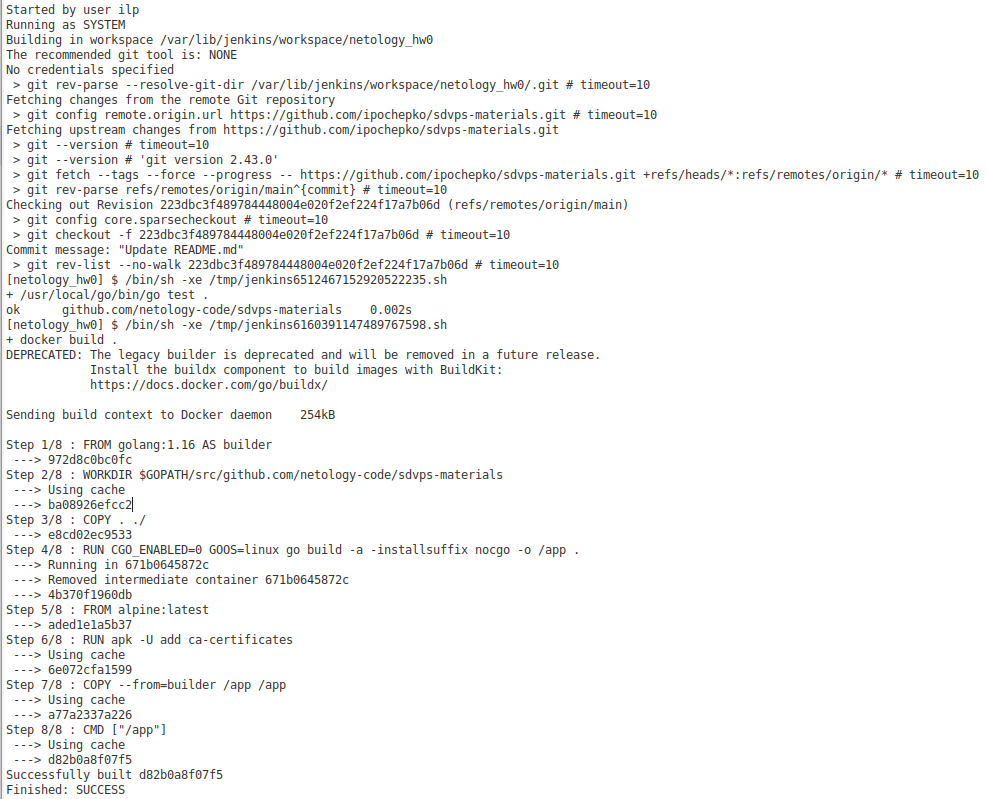 Started by user ilp
Running as SYSTEM
Building in workspace /var/lib/jenkins/workspace/netology_hw0
The recommended git tool is: NONE
No credentials specified
 > git rev-parse --resolve-git-dir /var/lib/jenkins/workspace/netology_hw0/.git # timeout=10
Fetching changes from the remote Git repository
 > git config remote.origin.url https://github.com/ipochepko/sdvps-materials.git # timeout=10
Fetching upstream changes from https://github.com/ipochepko/sdvps-materials.git
 > git --version # timeout=10
 > git --version # 'git version 2.43.0'
 > git fetch --tags --force --progress -- https://github.com/ipochepko/sdvps-materials.git +refs/heads/*:refs/remotes/origin/* # timeout=10
 > git rev-parse refs/remotes/origin/main^{commit} # timeout=10
Checking out Revision 223dbc3f489784448004e020f2ef224f17a7b06d (refs/remotes/origin/main)
 > git config core.sparsecheckout # timeout=10
 > git checkout -f 223dbc3f489784448004e020f2ef224f17a7b06d # timeout=10
Commit message: "Update README.md"
 > git rev-list --no-walk 223dbc3f489784448004e020f2ef224f17a7b06d # timeout=10
[netology_hw0] $ /bin/sh -xe /tmp/jenkins6512467152920522235.sh
+ /usr/local/go/bin/go test .
ok  	github.com/netology-code/sdvps-materials	0.002s
[netology_hw0] $ /bin/sh -xe /tmp/jenkins6160391147489767598.sh
+ docker build .
DEPRECATED: The legacy builder is deprecated and will be removed in a future release.
            Install the buildx component to build images with BuildKit:
            https://docs.docker.com/go/buildx/

Sending build context to Docker daemon    254kB

Step 1/8 : FROM golang:1.16 AS builder
 ---> 972d8c0bc0fc
Step 2/8 : WORKDIR $GOPATH/src/github.com/netology-code/sdvps-materials
 ---> Using cache
 ---> ba08926efcc2
Step 3/8 : COPY . ./
 ---> e8cd02ec9533
Step 4/8 : RUN CGO_ENABLED=0 GOOS=linux go build -a -installsuffix nocgo -o /app .
 ---> Running in 671b0645872c
 ---> Removed intermediate container 671b0645872c
 ---> 4b370f1960db
Step 5/8 : FROM alpine:latest
 ---> aded1e1a5b37
Step 6/8 : RUN apk -U add ca-certificates
 ---> Using cache
 ---> 6e072cfa1599
Step 7/8 : COPY --from=builder /app /app
 ---> Using cache
 ---> a77a2337a226
Step 8/8 : CMD ["/app"]
 ---> Using cache
 ---> d82b0a8f07f5
Successfully built d82b0a8f07f5
Finished: SUCCESS